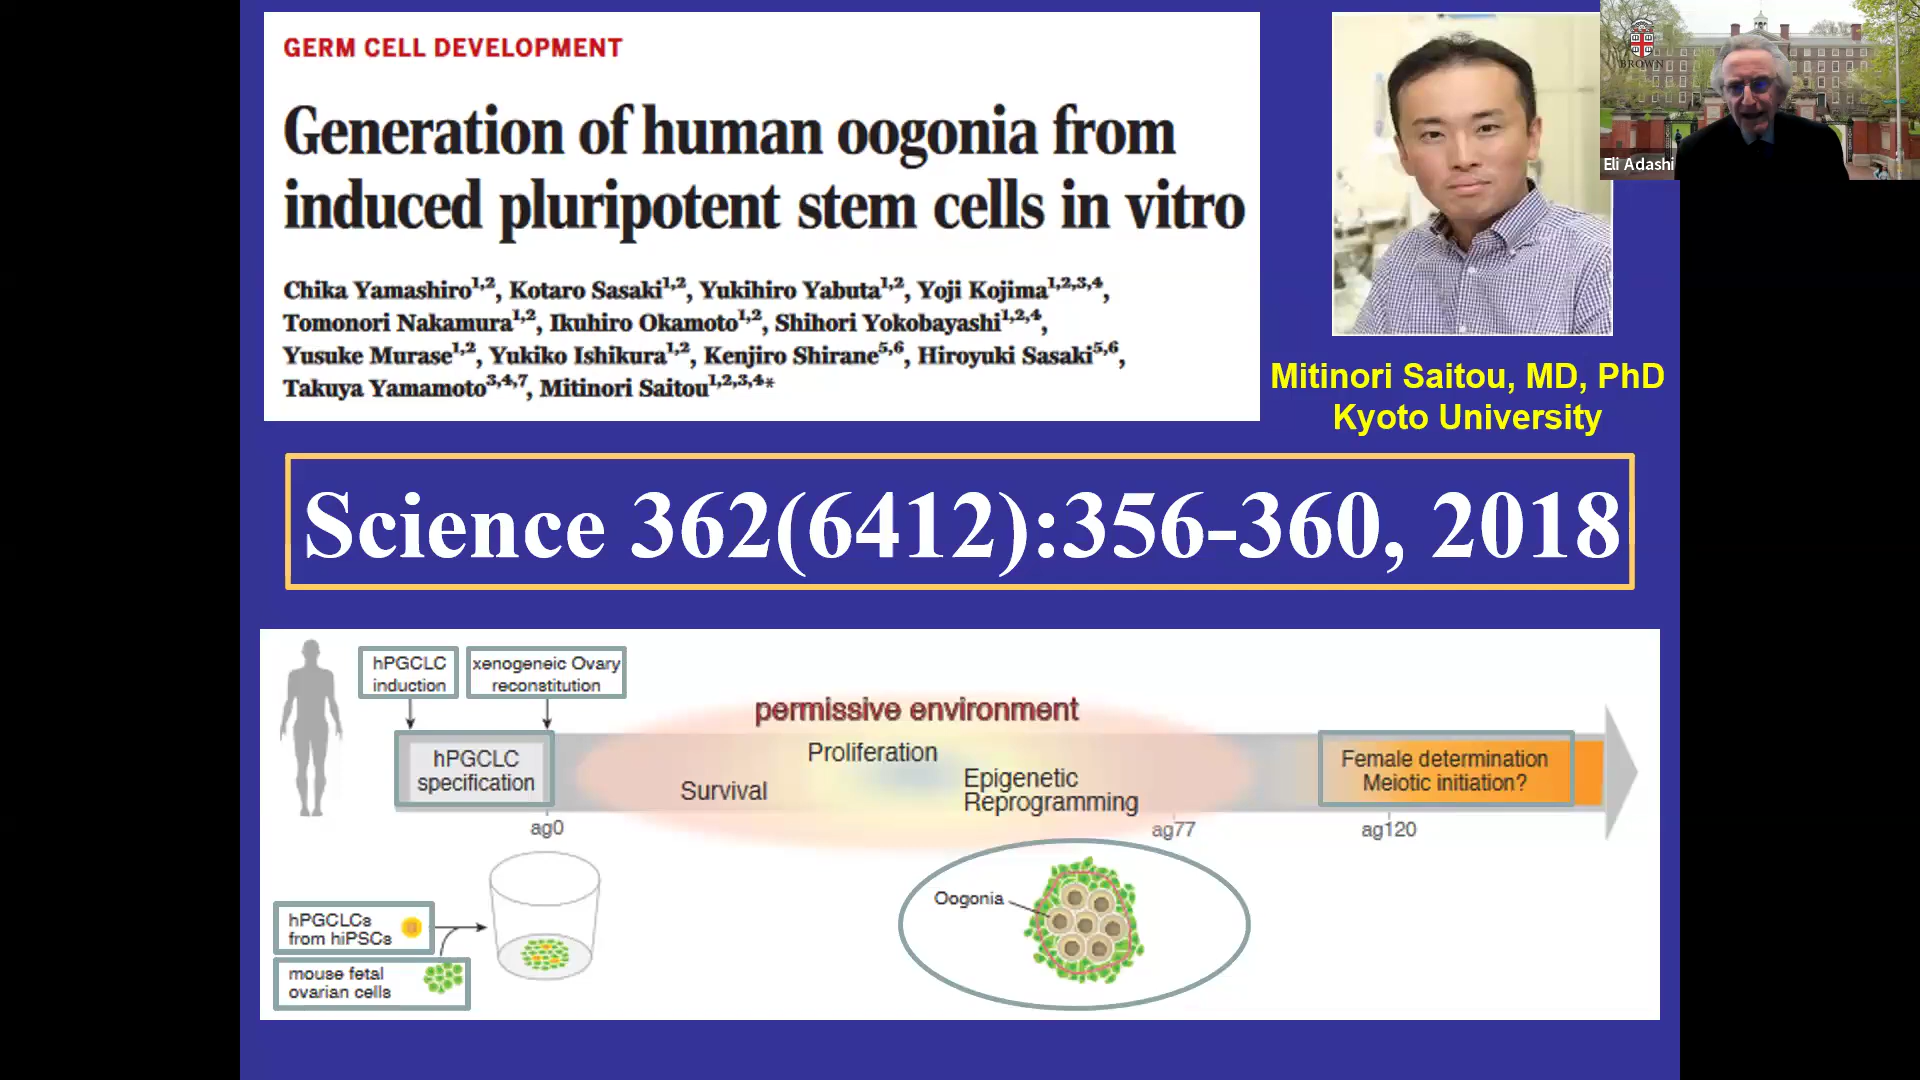 GERM CELL DEVELOPMENT
Generation of human oogonia from
induced pluripotent stem cells in vitro
Chika Yamashiro1,2, Kotaro Sasaki1,2, Yukihiro Yabuta1,2, Yoji Kojima1,2,3,4,
Tomonori Nakamura1,2, Ikuhiro Okamoto1,2, Shihori Yokobayashi1,2,4,
Yusuke Murase1,2, Yukiko Ishikura1,2, Kenjiro Shirane5,6, Hiroyuki Sasaki5,6,
Takuya Yamamoto3,4,7, Mitinori Saitou1,2,3,4*
BROWN
Eli Adashi
Mitinori Saitou, MD, PhD
Kyoto University
Science 362(6412):356-360, 2018
hPGCLC
induction
xenogeneic Ovary
reconstitution
permissive environment
hPGCLC
specification
Survival
Proliferation
Epigenetic
Reprogramming
Female determination
Meiotic initiation?
ag0
ag77
ag120
hPGCLCs
from hiPSCs
mouse fetal
ovarian cells
Oogonia